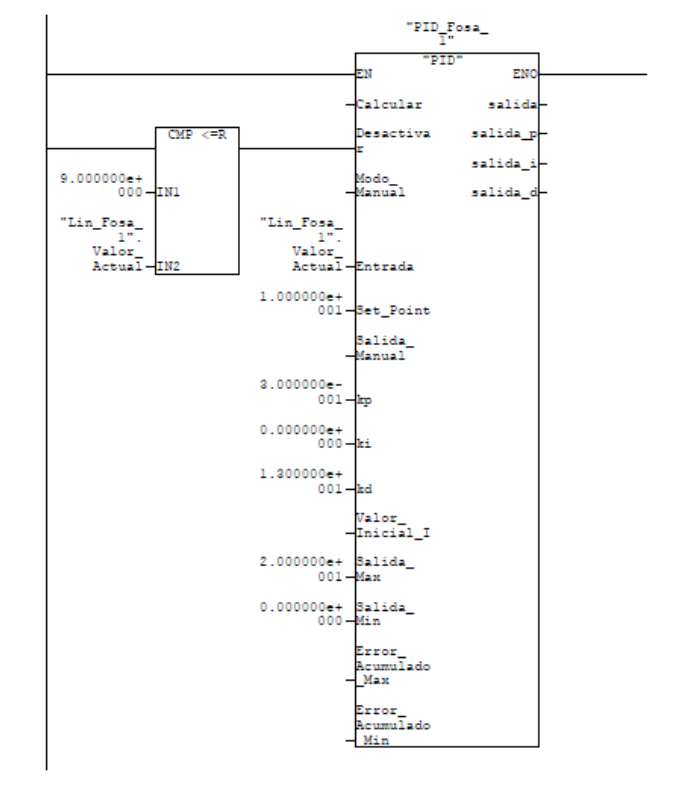 "PID_Fosa_
1"
"PID"
EN ENO
Calcular salida
CMP <=R
Desactiva salida_p
r
salida_i
9.000000e+
000 IN1
Modo_
Manual salida_d
"Lin_Fosa_
1".
Valor_
Actual IN2
"Lin_Fosa_
1".
Valor_
Actual Entrada
1.000000e+
001 Set_Point
Salida_
Manual
3.000000e-
001 kp
0.000000e+
000 ki
1.300000e+
001 kd
Valor_
Inicial_I
2.000000e+ Salida_
001 Max
0.000000e+ Salida_
000 Min
Error_
Acumulado
_Max
Error_
Acumulado
_Min